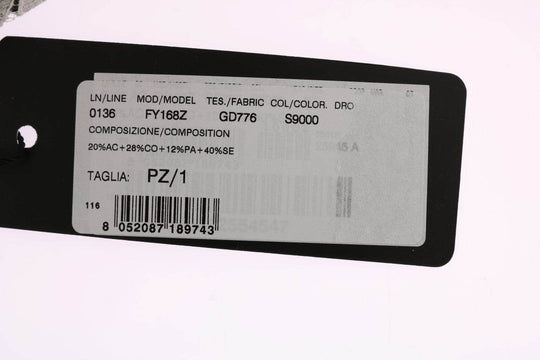 LN/LINE MOD/MODEL TES./FABRIC COL/COLOR. DRO
0136 FY168Z GD776 S9000
COMPOSIZIONE/COMPOSITION
20%AC+28%CO+12%PA+40%SE
TAGLIA: PZ/1
116
8 052087 189743